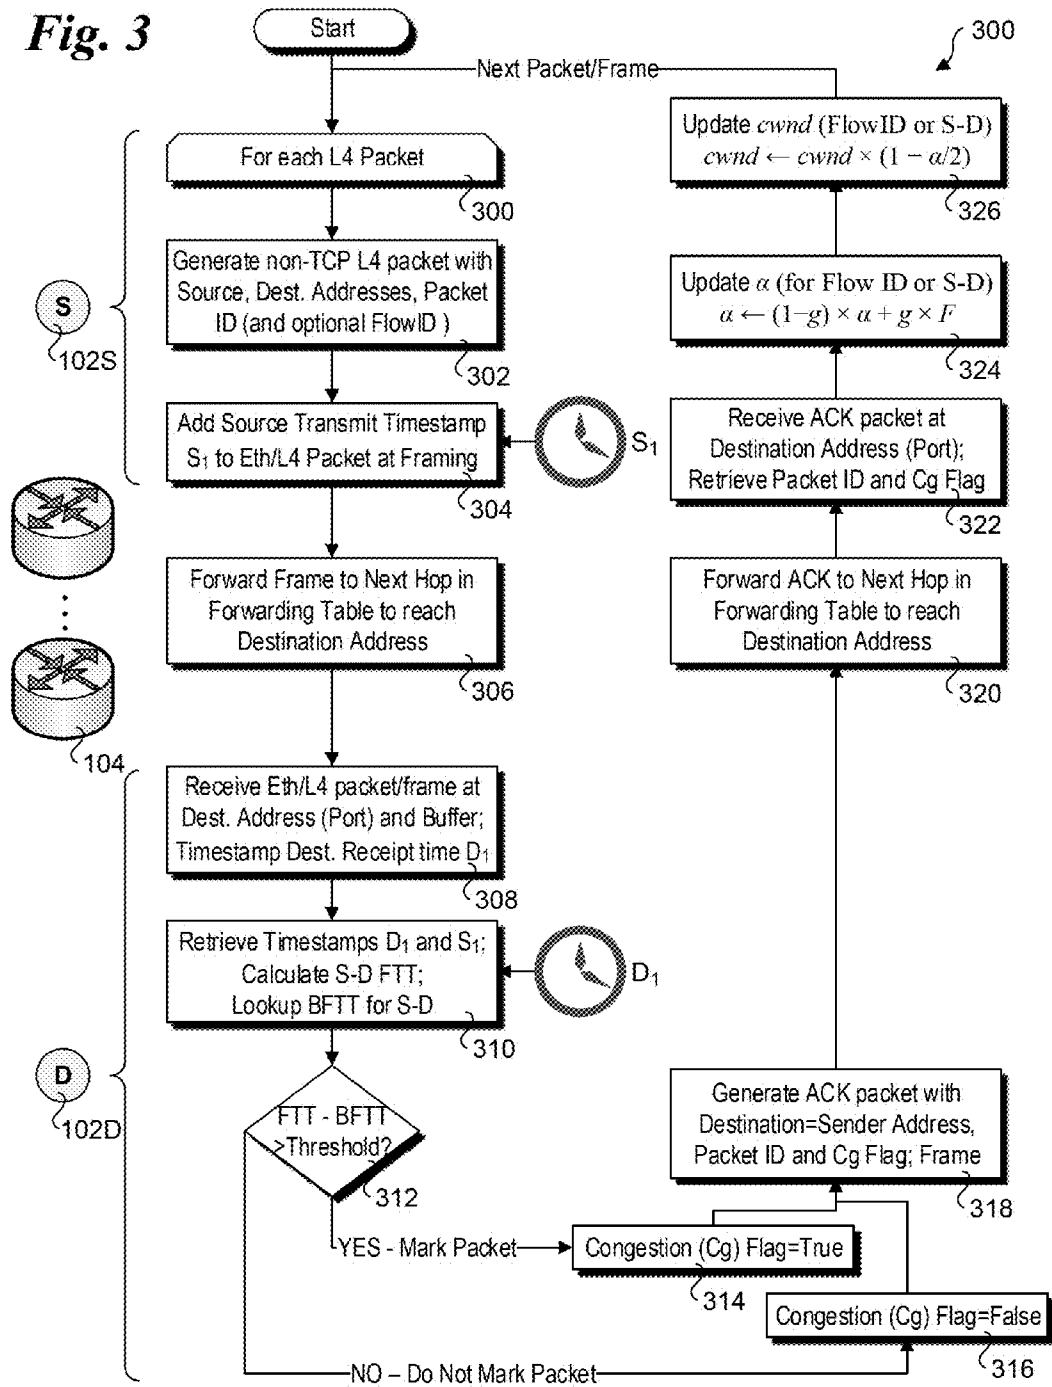 Fig. 3
Start
300
Next Packet/Frame
For each L4 Packet
300
Generate non-TCP L4 packet with
Source, Dest. Addresses, Packet
ID (and optional FlowID )
302
S
102S
Add Source Transmit Timestamp
S1 to Eth/L4 Packet at Framing
304
S1
Forward Frame to Next Hop in
Forwarding Table to reach
Destination Address
306
104
Receive Eth/L4 packet/frame at
Dest. Address (Port) and Buffer;
Timestamp Dest. Receipt time D1
308
Retrieve Timestamps D1 and S1;
Calculate S-D FTT;
Lookup BFTT for S-D
310
D1
D
102D
FTT - BFTT
>Threshold?
312
YES - Mark Packet
Congestion (Cg) Flag=True
314
NO – Do Not Mark Packet
Congestion (Cg) Flag=False
316
Generate ACK packet with
Destination=Sender Address,
Packet ID and Cg Flag; Frame
318
Forward ACK to Next Hop in
Forwarding Table to reach
Destination Address
320
Receive ACK packet at
Destination Address (Port);
Retrieve Packet ID and Cg Flag
322
Update α (for Flow ID or S-D)
α ← (1−g) × α + g × F
324
Update cwnd (FlowID or S-D)
cwnd ← cwnd × (1 − α/2)
326